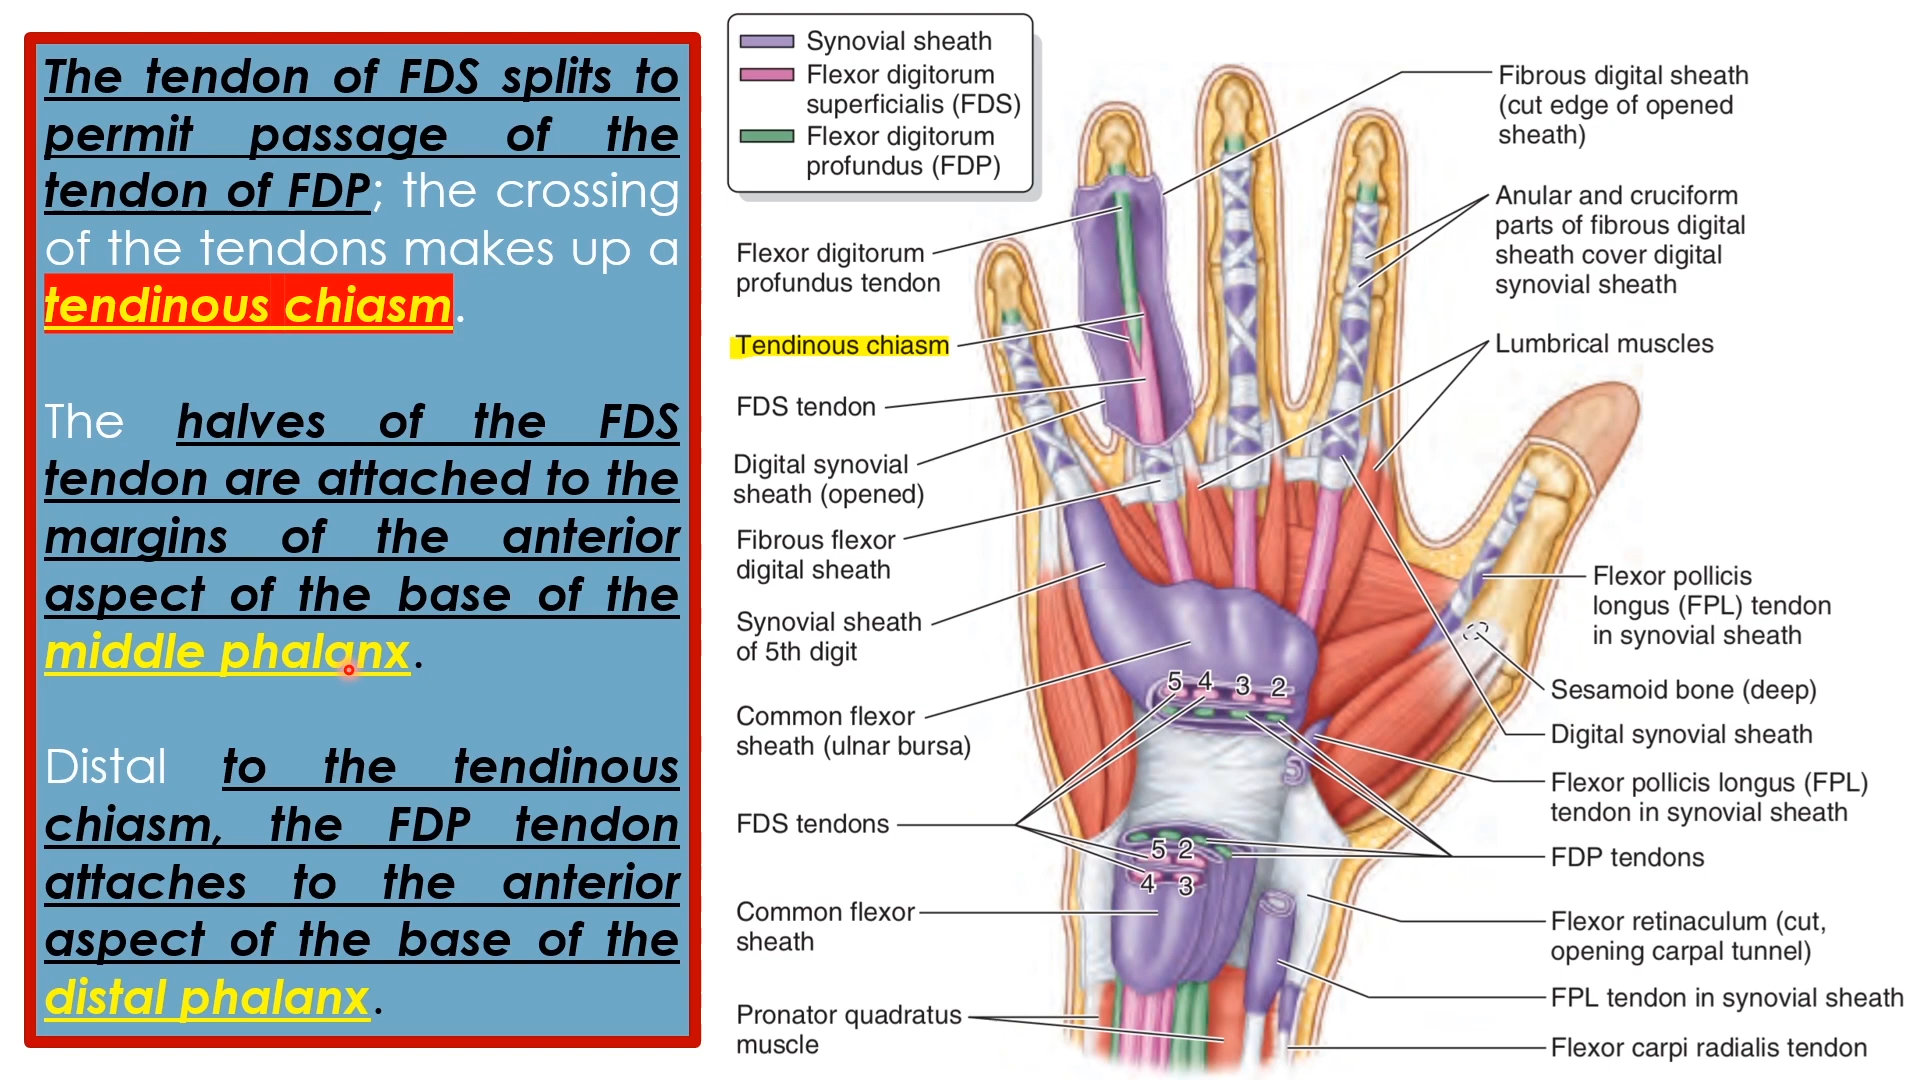 The tendon of FDS splits to
permit passage of the
tendon of FDP; the crossing
of the tendons makes up a
tendinous chiasm.
The halves of the FDS
tendon are attached to the
margins of the anterior
aspect of the base of the
middle phalanx.
Distal to the tendinous
chiasm, the FDP tendon
attaches to the anterior
aspect of the base of the
distal phalanx.
Synovial sheath
Flexor digitorum
superficialis (FDS)
Flexor digitorum
profundus (FDP)
Flexor digitorum
profundus tendon
Tendinous chiasm
FDS tendon
Digital synovial
sheath (opened)
Fibrous flexor
digital sheath
Synovial sheath
of 5th digit
Common flexor
sheath (ulnar bursa)
FDS tendons
Common flexor
sheath
Pronator quadratus
muscle
5 4 3 2
5 2
4 3
Fibrous digital sheath
(cut edge of opened
sheath)
Anular and cruciform
parts of fibrous digital
sheath cover digital
synovial sheath
Lumbrical muscles
Flexor pollicis
longus (FPL) tendon
in synovial sheath
Sesamoid bone (deep)
Digital synovial sheath
Flexor pollicis longus (FPL)
tendon in synovial sheath
FDP tendons
Flexor retinaculum (cut,
opening carpal tunnel)
FPL tendon in synovial sheath
Flexor carpi radialis tendon